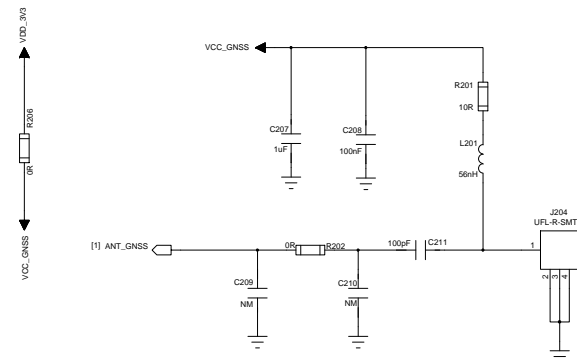 VDD_3V3
R206
0R
VCC_GNSS
VCC_GNSS
R201
10R
C207
1uF
C208
100nF
L201
56nH
J204
UFL-R-SMT
[1] ANT_GNSS
0R
R202
100pF
C211
1
C209
NM
C210
NM
2
3
4